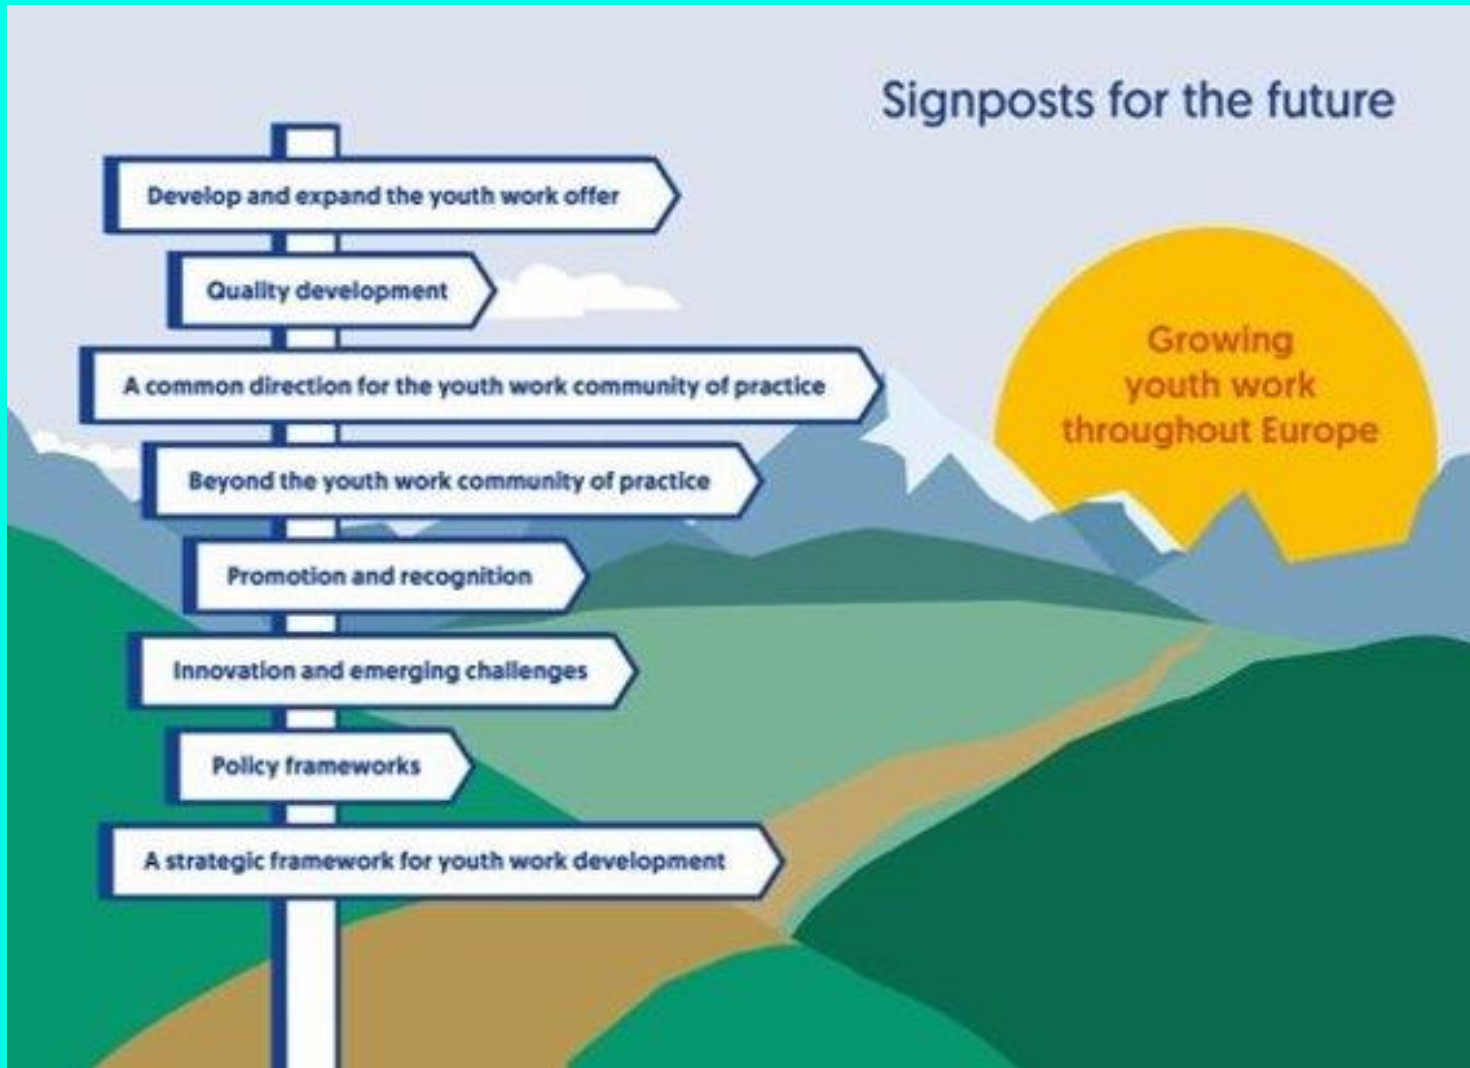 Signposts for the future
Develop and expand the youth work offer
Quality development
A common direction for the youth work community of practice
Beyond the youth work community of practice
Promotion and recognition
Innovation and emerging challenges
Policy frameworks
A strategic framework for youth work development
Growing
youth work
throughout Europe